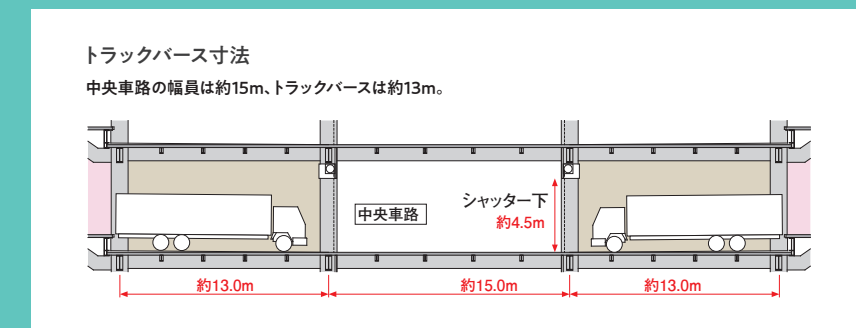 トラックバース寸法
中央車路の幅員は約15m、トラックバースは約13m。
シャッター下
約4.5m
中央車路
約13.0m
約15.0m
約13.0m